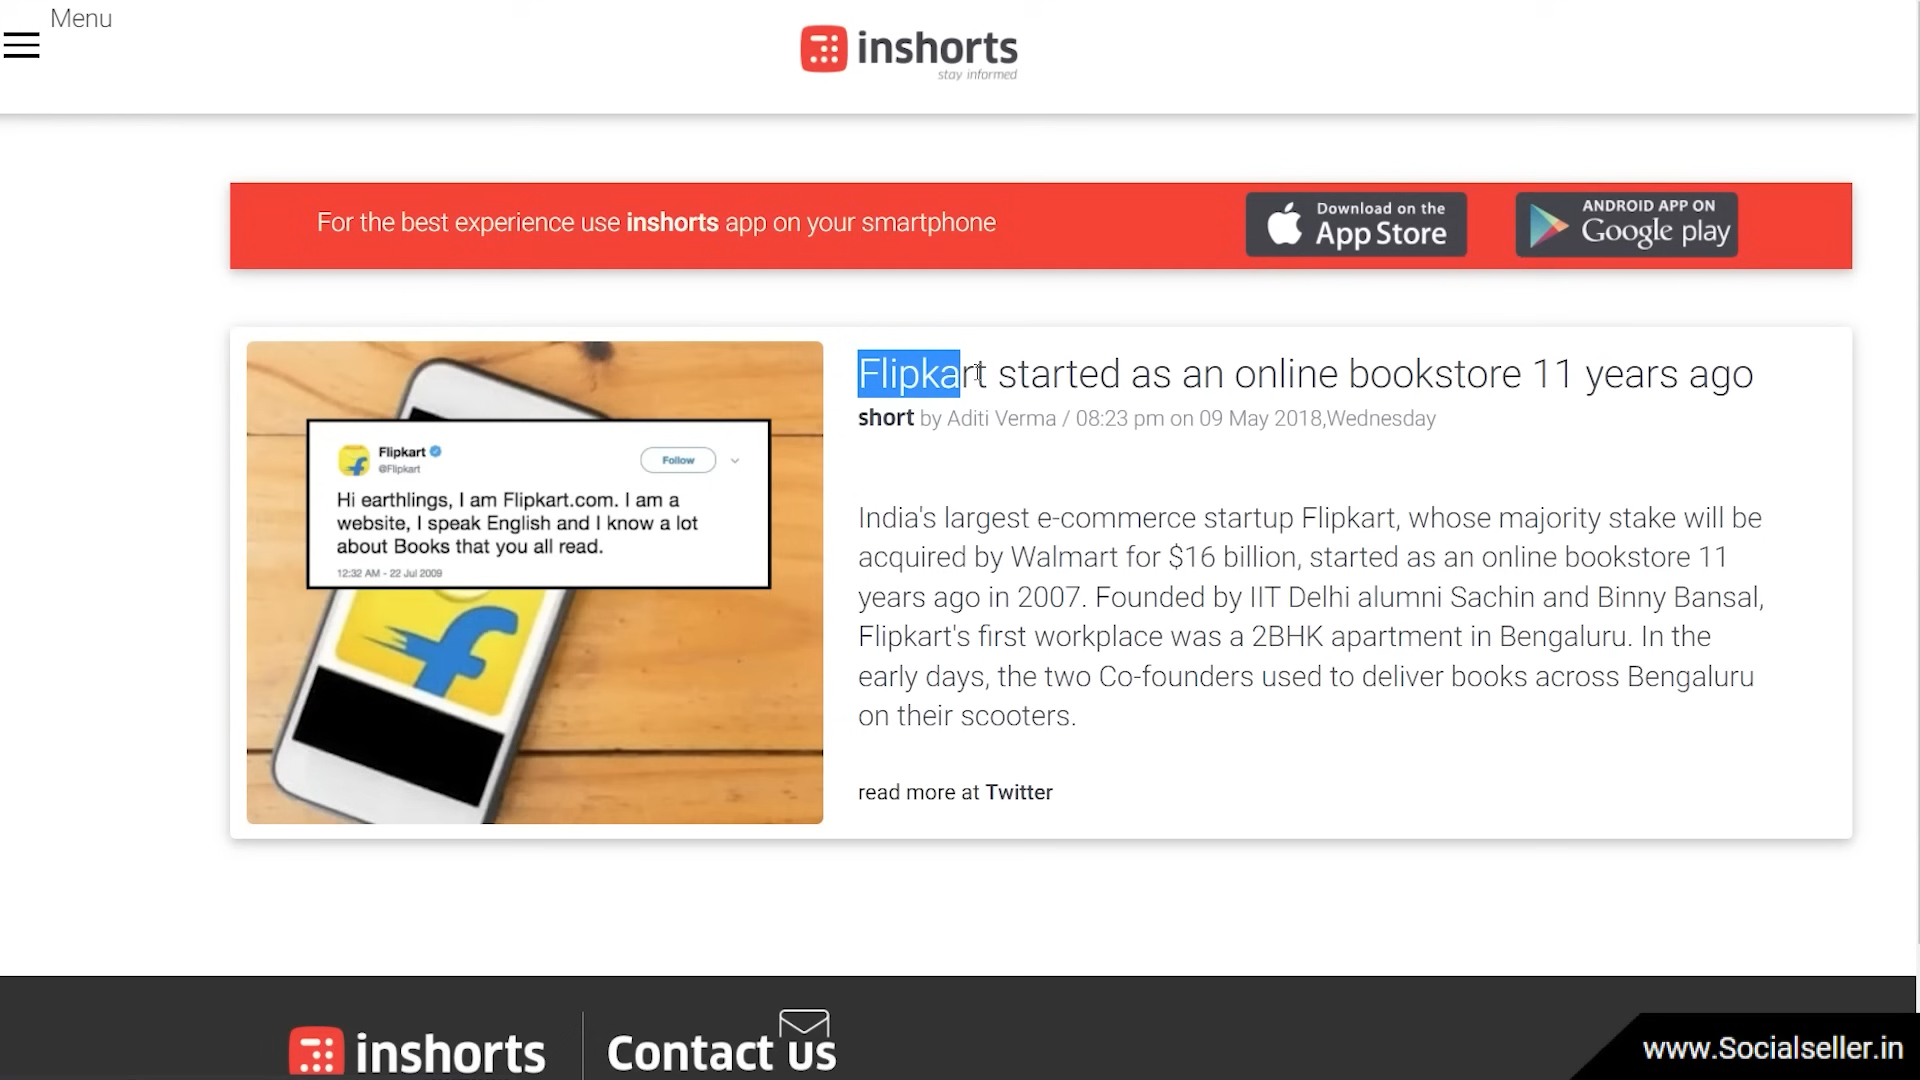 Menu
inshorts
stay informed
For the best experience use inshorts app on your smartphone
Download on the
App Store
ANDROID APP ON
Google play
Flipkart started as an online bookstore 11 years ago
short by Aditi Verma / 08:23 pm on 09 May 2018,Wednesday
Flipkart
@Flipkart
Follow
Hi earthlings, I am Flipkart.com. I am a
website, I speak English and I know a lot
about Books that you all read.
12:32 AM - 22 Jul 2009
India's largest e-commerce startup Flipkart, whose majority stake will be
acquired by Walmart for $16 billion, started as an online bookstore 11
years ago in 2007. Founded by IIT Delhi alumni Sachin and Binny Bansal,
Flipkart's first workplace was a 2BHK apartment in Bengaluru. In the
early days, the two Co-founders used to deliver books across Bengaluru
on their scooters.
read more at Twitter
inshorts
Contact us
www.Socialseller.in